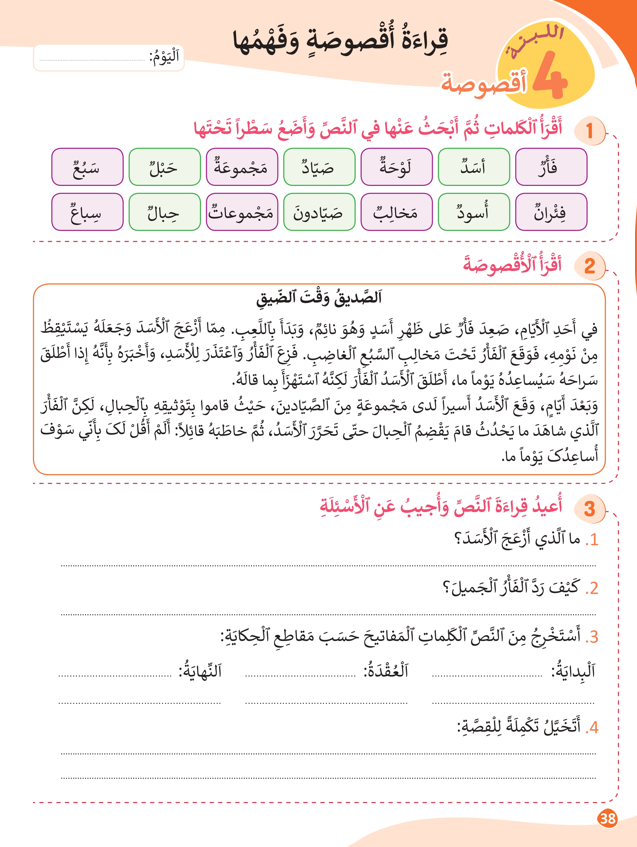 اللبنة
4
أقصوصة
قِراءَةُ أُقْصوصَةٍ وَفَهْمُها
اَلْيَوْمُ:
1 أَقْرَأُ ٱلْكَلماتِ ثُمَّ أَبْحَثُ عَنْها في ٱلنَّصِّ وَأَضَعُ سَطْراً تَحْتَها
فَأْرٌ أسَدٌ لَوْحَةٌ صَيّادٌ مَجْموعَةٌ حَبْلٌ سَبُعٌ
فِئْرانٌ أُسودٌ مَخالِبٌ صَيّادونَ مَجْموعاتٌ حِبالٌ سِباعٌ
2 أَقْرَأُ ٱلْأُقْصوصَةَ
اَلصَّديقُ وَقْتَ ٱلضّيقِ
في أَحَدِ ٱلْأَيّامِ، صَعِدَ فَأْرٌ عَلى ظَهْرِ أَسَدٍ وَهُوَ نائِمٌ، وَبَدَأَ بِٱللَّعِبِ. مِمّا أَزْعَجَ ٱلْأَسَدَ وَجَعَلَهُ يَسْتَيْقِظُ
مِنْ نَوْمِهِ، فَوَقَعَ ٱلْفَأْرُ تَحْتَ مَخالِبِ ٱلسَّبُعِ ٱلْغاضِبِ. فَزِعَ ٱلْفَأْرُ وَٱعْتَذَرَ لِلْأَسَدِ، وَأَخْبَرَهُ بِأَنَّهُ إِذا أَطْلَقَ
سَراحَهُ سَيُساعِدُهُ يَوْماً ما، أَطْلَقَ ٱلْأَسَدُ ٱلْفَأْرَ لَكِنَّهُ ٱسْتَهْزَأَ بِما قالَهُ.
وَبَعْدَ أَيّامٍ، وَقَعَ ٱلْأَسَدُ أَسيراً لَدى مَجْموعَةٍ مِنَ ٱلصَّيّادينَ، حَيْثُ قاموا بِتَوْثيقِهِ بِٱلْحِبالِ، لَكِنَّ ٱلْفَأْرَ
ٱلَّذي شاهَدَ ما يَحْدُثُ قامَ يَقْضِمُ ٱلْحِبالَ حتّى تَحَرَّرَ ٱلْأَسَدُ، ثُمَّ خاطَبَهُ قائِلاً: أَلَمْ أَقُلْ لَكَ بِأَنّي سَوْفَ
أُساعِدُكَ يَوْماً ما.
3 أُعيدُ قِراءَةَ ٱلنَّصِّ وَأُجيبُ عَنِ ٱلْأَسْئِلَةِ
1. ما ٱلَّذي أَزْعَجَ ٱلْأَسَدَ؟
2. كَيْفَ رَدَّ ٱلْفَأْرُ ٱلْجَميلَ؟
3. أَسْتَخْرِجُ مِنَ ٱلنَّصِّ ٱلْكَلِماتِ ٱلْمَفاتيحَ حَسَبَ مَقاطِعِ ٱلْحِكايَةِ:
اَلْبِدايَةُ: اَلْعُقْدَةُ: اَلنِّهايَةُ:
4. أَتَخَيَّلُ تَكْمِلَةً لِلْقِصَّةِ:
38